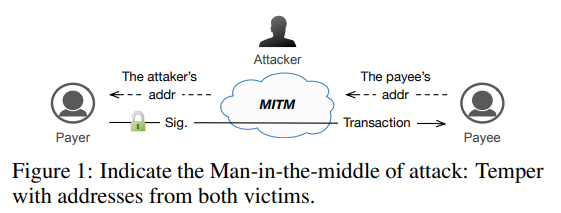 Attacker
The attaker's
addr
The payee's
addr
MITM
Sig.
Transaction
Payer
Payee
Figure 1: Indicate the Man-in-the-middle of attack: Temper
with addresses from both victims.